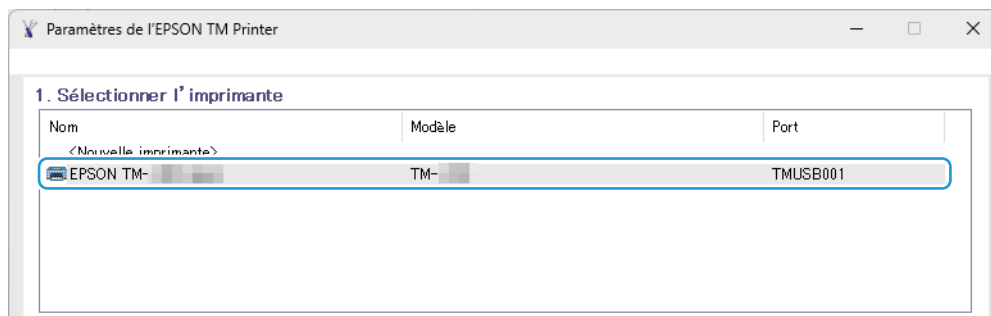 Paramètres de l'EPSON TM Printer
1. Sélectionner l'imprimante
Nom Modèle Port
<Nouvelle imprimante>
EPSON TM- TM- TMUSB001